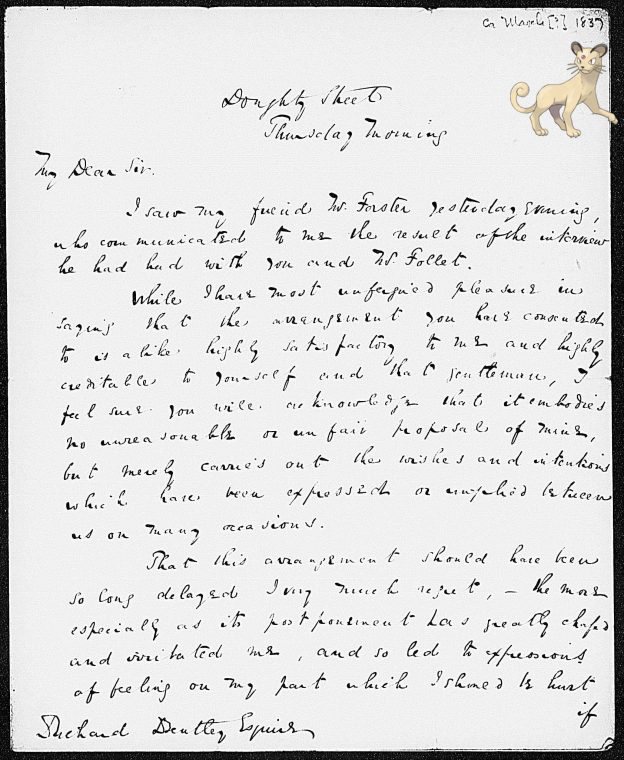 ca March [?] 1837
Doughty Street
Thursday Morning
My Dear Sir.
I saw my friend Mr. Forster yesterday Evening,
who communicated to me the result of the interview
he had had with you and Mr. Follet.
While I have most unfeigned pleasure in
saying that the arrangement you have consented
to is alike highly satisfactory to me and highly
creditable to yourself and that gentleman, I
feel sure you will acknowledge that it embodies
no unreasonable or unfair proposal of mine,
but merely carries out the wishes and intentions
which have been expressed or implied between
us on many occasions.
That this arrangement should have been
so long delayed I very much regret, – the more
especially as its postponement has greatly chafed
and irritated me, and so led to expressions
of feeling on my part which I should be hurt
if
Richard Bentley Esquire